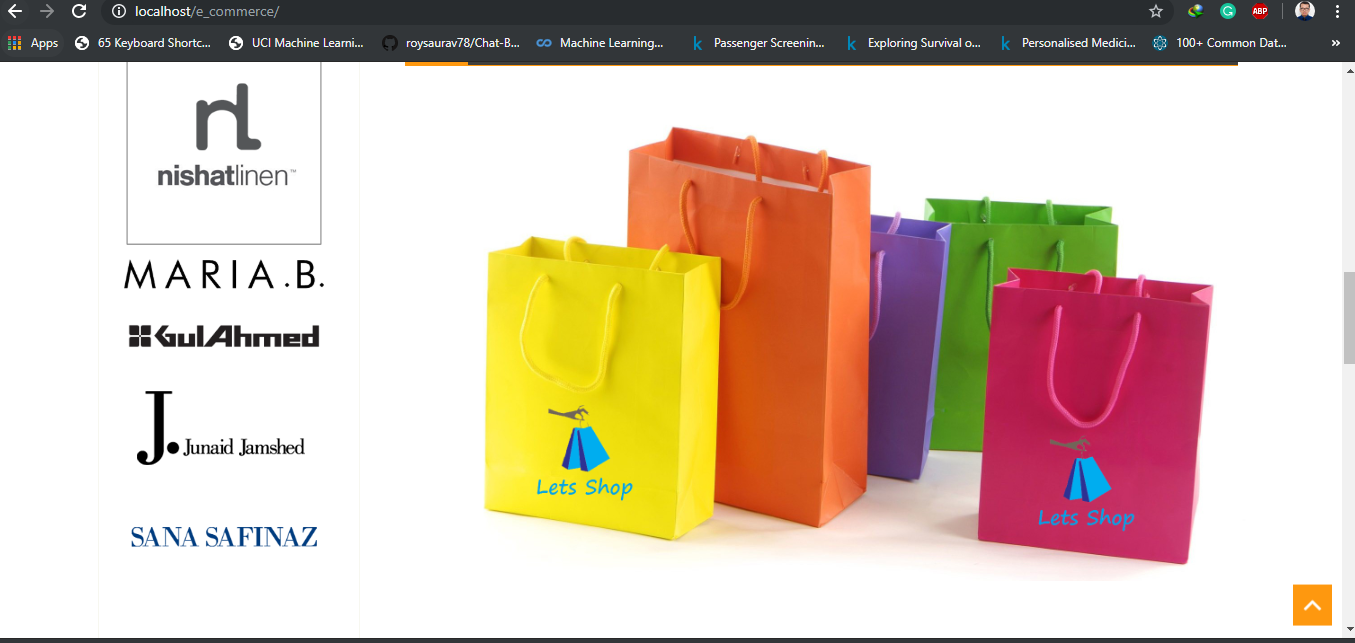 localhost/e_commerce/
Apps
65 Keyboard Shortc...
UCI Machine Learni...
roysaurav78/Chat-B...
Machine Learning...
Passenger Screenin...
Exploring Survival o...
Personalised Medici...
100+ Common Dat...
»
ABP
nl
nishatlinen™
MARIA.B.
GulAhmed
J.
Junaid Jamshed
SANA SAFINAZ
Lets Shop
Lets Shop